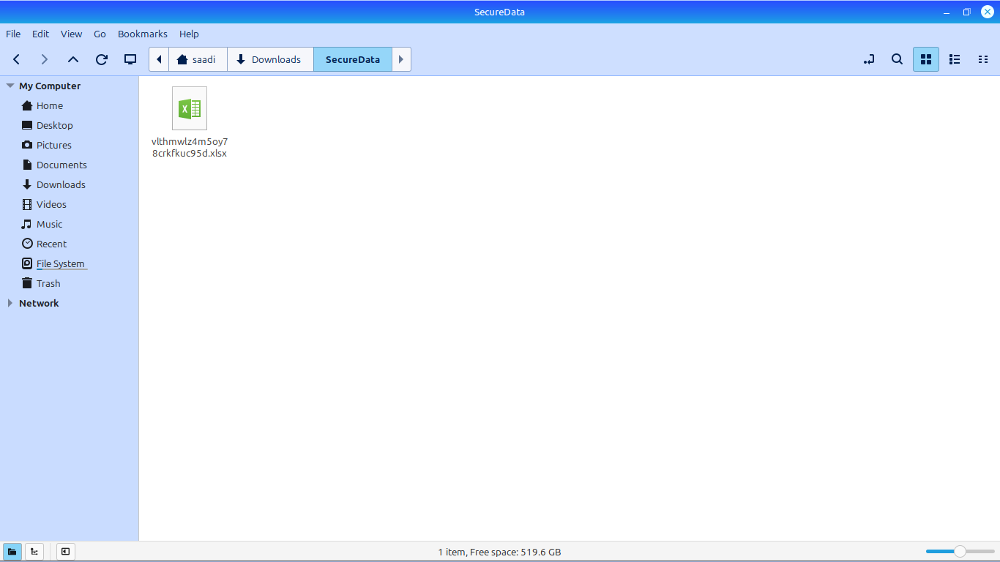 SecureData
File Edit View Go Bookmarks Help
saadi Downloads SecureData
My Computer
Home
Desktop
Pictures
Documents
Downloads
Videos
Music
Recent
File System
Trash
Network
X
vlthmwlz4m5oy7
8crkfkuc95d.xlsx
1 item, Free space: 519.6 GB